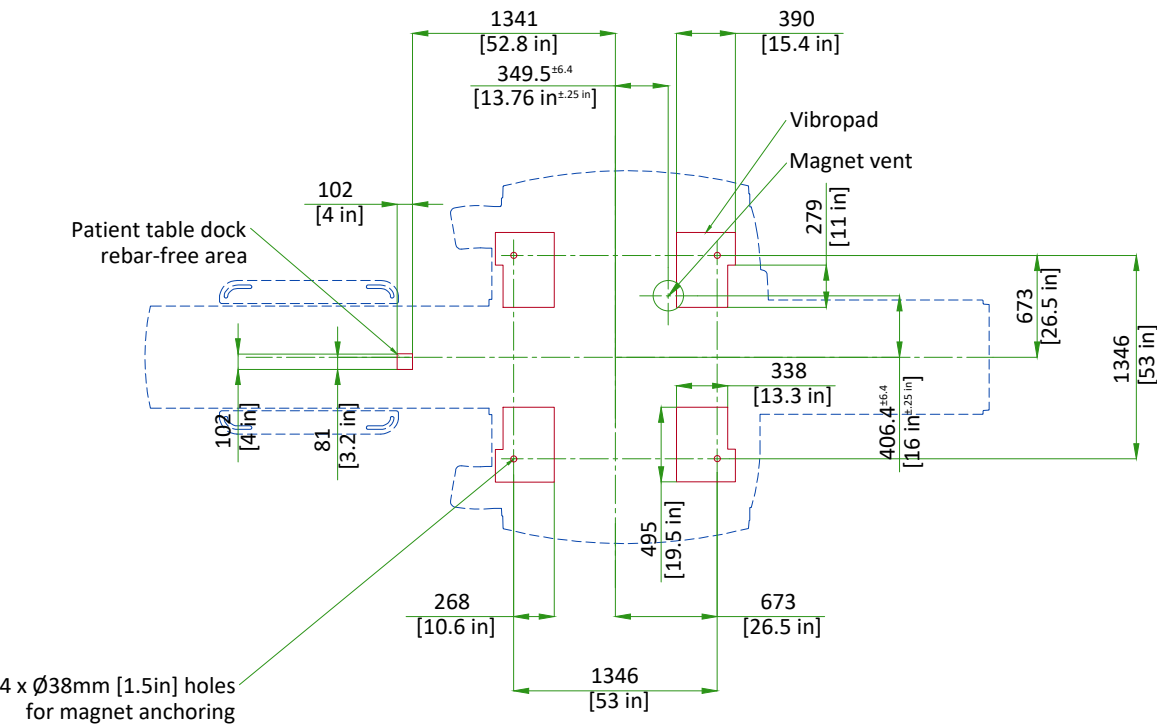 1341
[52.8 in]
390
[15.4 in]
349.5±6.4
[13.76 in±.25 in]
Vibropad
Magnet vent
102
[4 in]
279
[11 in]
Patient table dock
rebar-free area
673
[26.5 in]
1346
[53 in]
338
[13.3 in]
406.4±6.4
[16 in±.25 in]
102
[4 in]
81
[3.2 in]
495
[19.5 in]
268
[10.6 in]
673
[26.5 in]
4 x Ø38mm [1.5in] holes
for magnet anchoring
1346
[53 in]